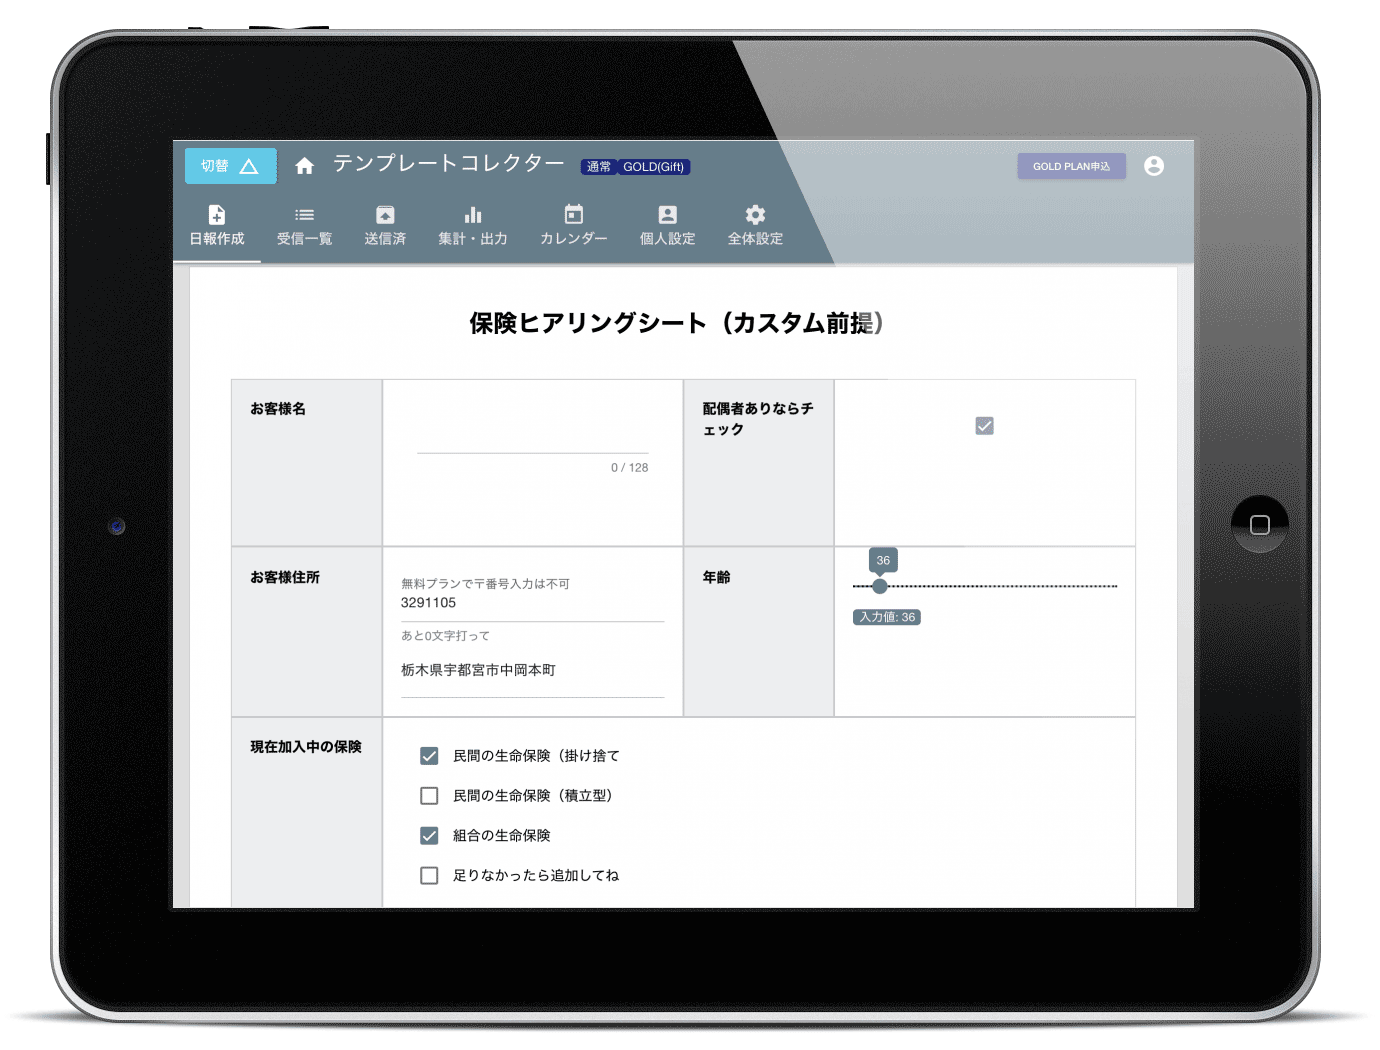 切替
テンプレートコレクター
通常 GOLD(Gift)
GOLD PLAN申込
日報作成
受信一覧
送信済
集計・出力
カレンダー
個人設定
全体設定
保険ヒアリングシート（カスタム前提）
お客様名
0 / 128
配偶者ありならチ
ェック
お客様住所
無料プランで〒番号入力は不可
3291105
あと0文字打って
栃木県宇都宮市中岡本町
年齢
36
入力値: 36
現在加入中の保険
民間の生命保険（掛け捨て
民間の生命保険（積立型）
組合の生命保険
足りなかったら追加してね